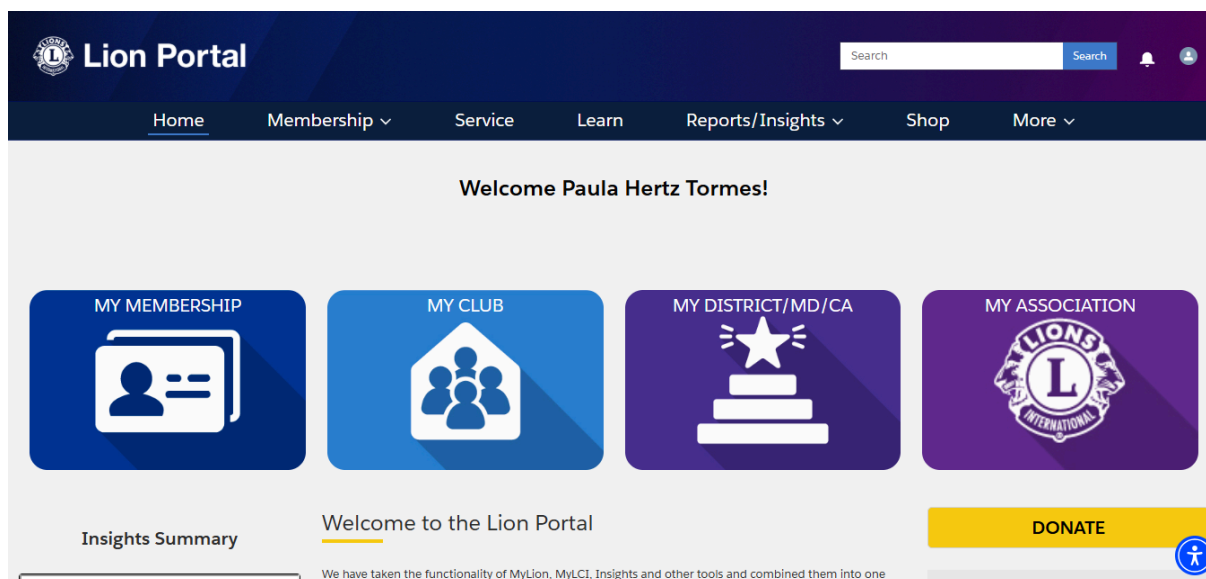 LIONS
L
INTERNATIONAL
Lion Portal
Search
Search
Home
Membership
Service
Learn
Reports/Insights
Shop
More
Welcome Paula Hertz Tormes!
MY MEMBERSHIP
MY CLUB
MY DISTRICT/MD/CA
MY ASSOCIATION
LIONS
L
INTERNATIONAL
Insights Summary
Welcome to the Lion Portal
DONATE
We have taken the functionality of MyLion, MyLCI, Insights and other tools and combined them into one